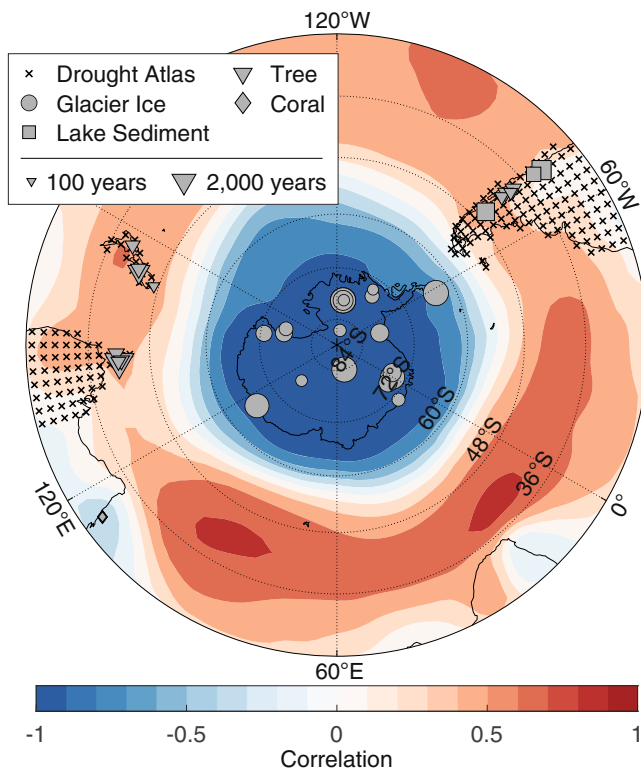 120°W
Drought Atlas
Tree
Glacier Ice
Coral
Lake Sediment
100 years
2,000 years
60°W
84°S
72°S
60°S
48°S
36°S
0°
120°E
60°E
-1
-0.5
0
0.5
1
Correlation